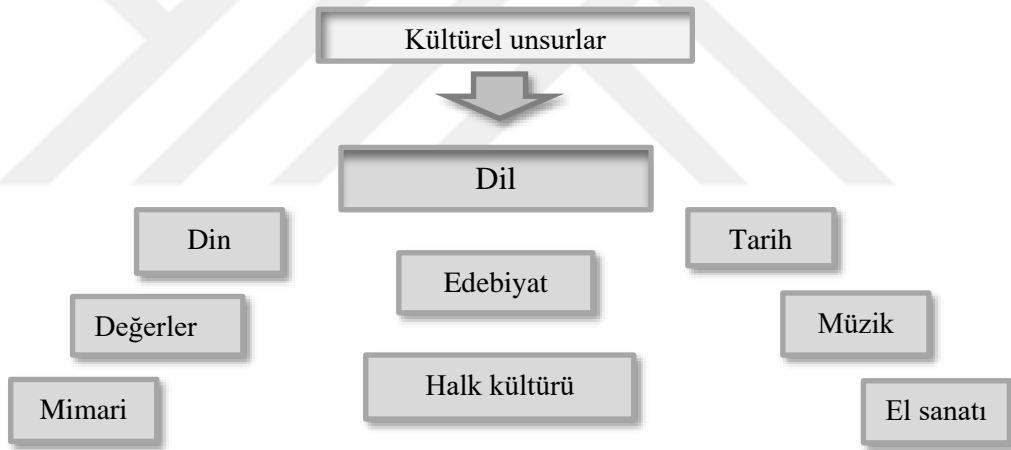 Kültürel unsurlar
Dil
Din
Tarih
Edebiyat
Değerler
Müzik
Halk kültürü
Mimari
El sanatı